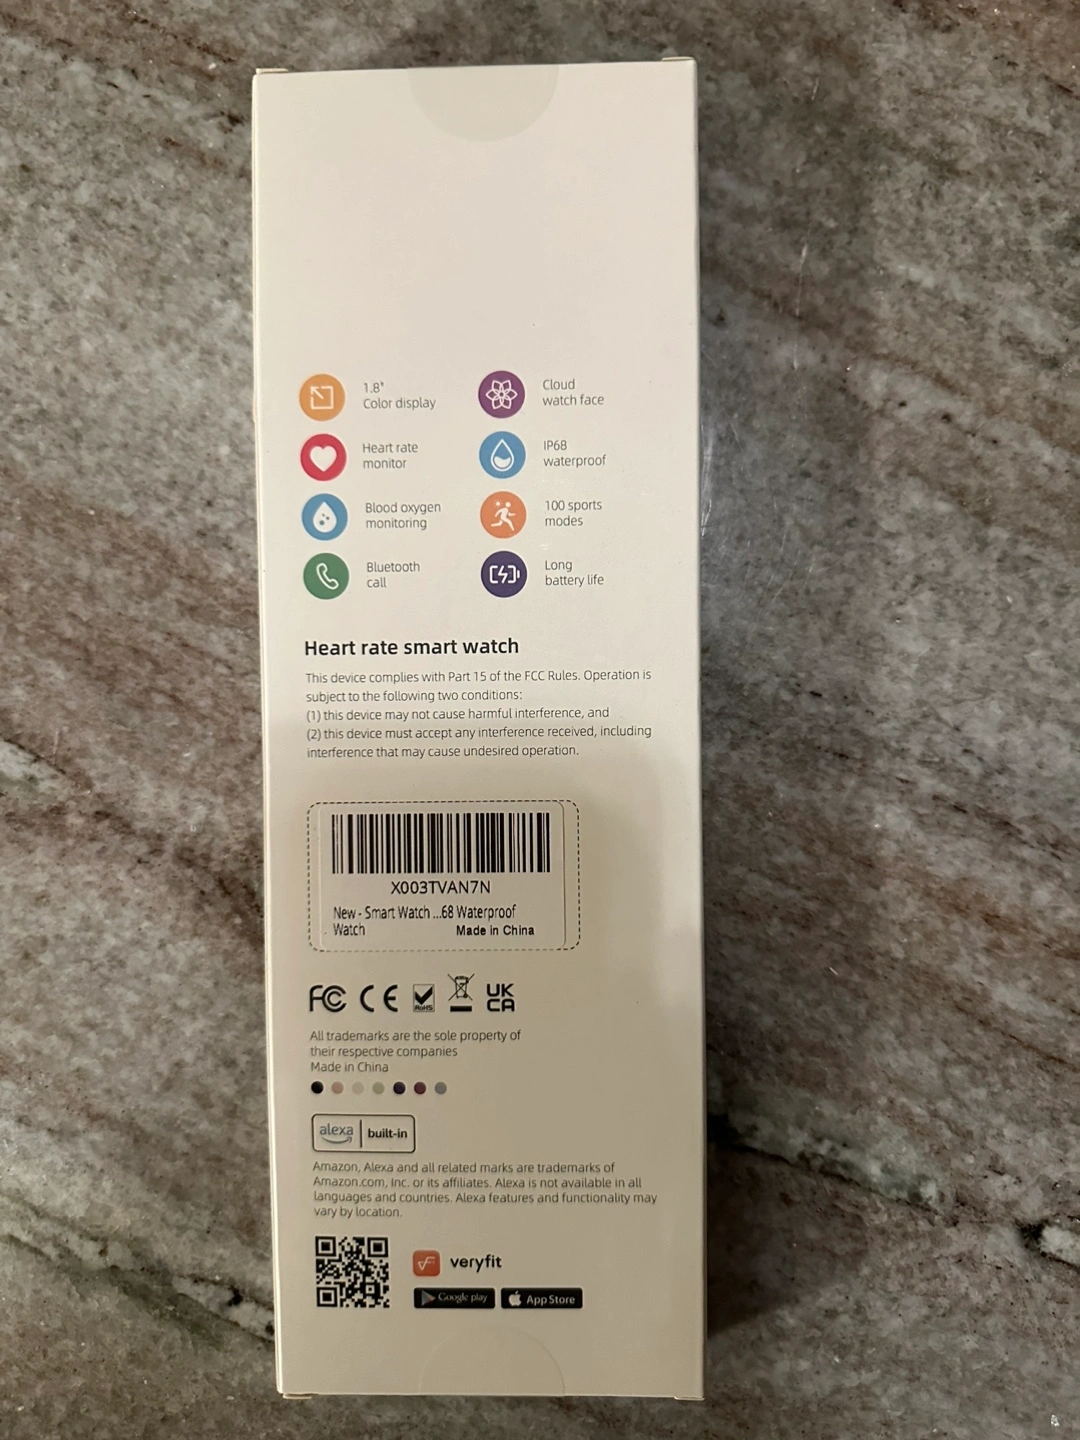 1.8"
Color display
Cloud
watch face
Heart rate
monitor
IP68
waterproof
Blood oxygen
monitoring
100 sports
modes
Bluetooth
call
Long
battery life
Heart rate smart watch
This device complies with Part 15 of the FCC Rules. Operation is
subject to the following two conditions:
(1) this device may not cause harmful interference, and
(2) this device must accept any interference received, including
interference that may cause undesired operation.
X003TVAN7N
New - Smart Watch ...68 Waterproof
Watch
Made in China
FC CE RoHS UK
CA
All trademarks are the sole property of
their respective companies
Made in China
alexa built-in
Amazon, Alexa and all related marks are trademarks of
Amazon.com, Inc. or its affiliates. Alexa is not available in all
languages and countries. Alexa features and functionality may
vary by location.
veryfit
Google play App Store